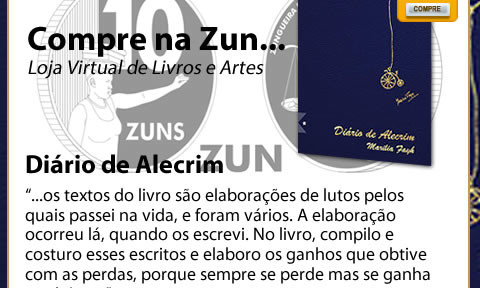 COMPRE
Compre na Zun...
Loja Virtual de Livros e Artes
10
ZUNS
ZUN
Diário de Alecrim
Marilia Fayh
Diário de Alecrim
“...os textos do livro são elaborações de lutos pelos
quais passei na vida, e foram vários. A elaboração
ocorreu lá, quando os escrevi. No livro, compilo e
costuro esses escritos e elaboro os ganhos que obtive
com as perdas, porque sempre se perde mas se ganha